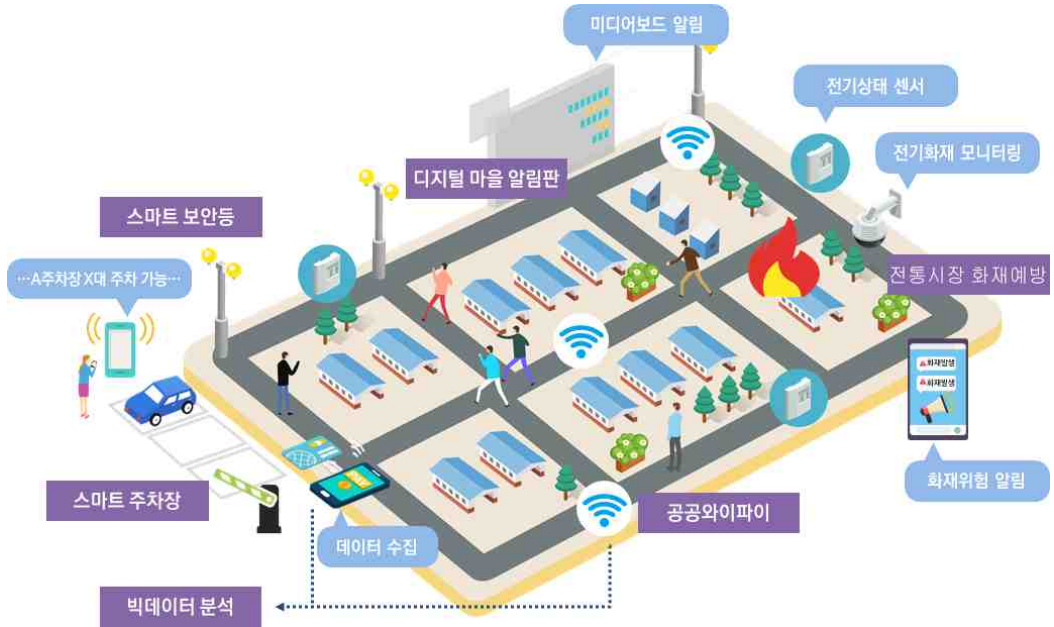 미디어보드 알림
전기상태 센서
전기화재 모니터링
디지털 마을 알림판
스마트 보안등
…A주차장 X대 주차 가능…
전통시장 화재예방
화재발생
화재발생
화재위험 알림
스마트 주차장
공공와이파이
데이터 수집
빅데이터 분석